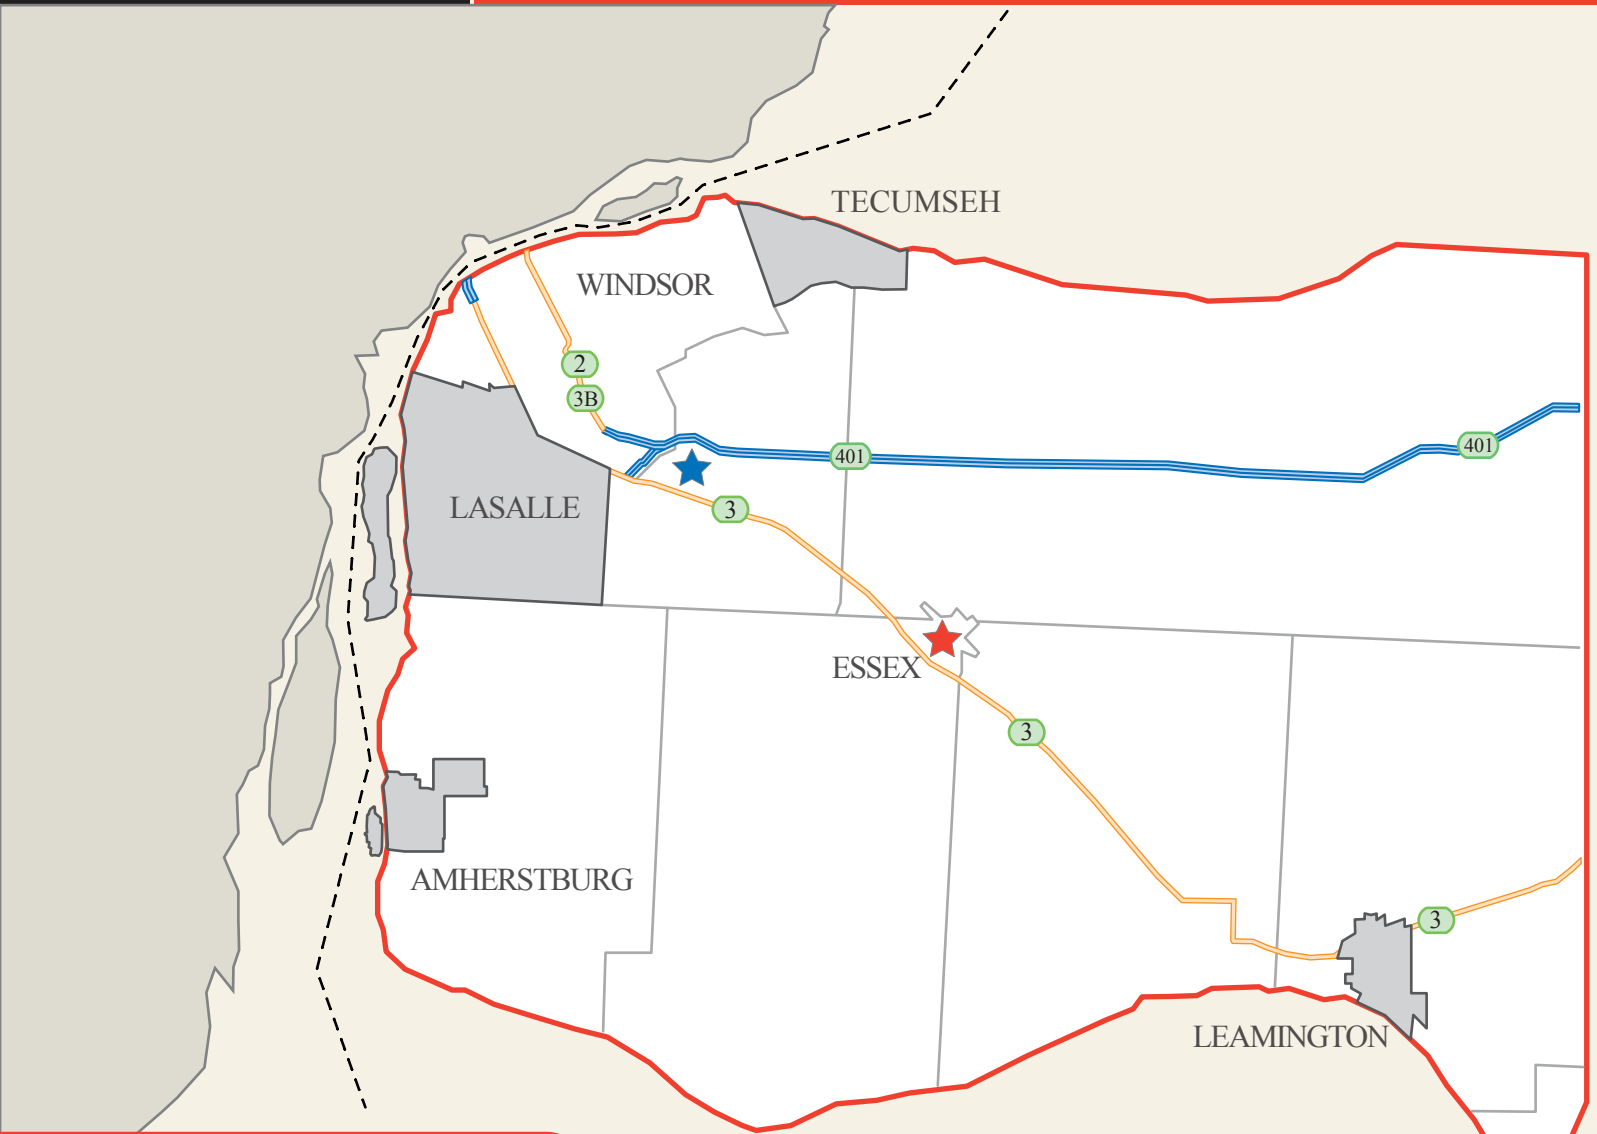 TECUMSEH
WINDSOR
2
3B
401
401
LASALLE
3
ESSEX
3
AMHERSTBURG
3
LEAMINGTON